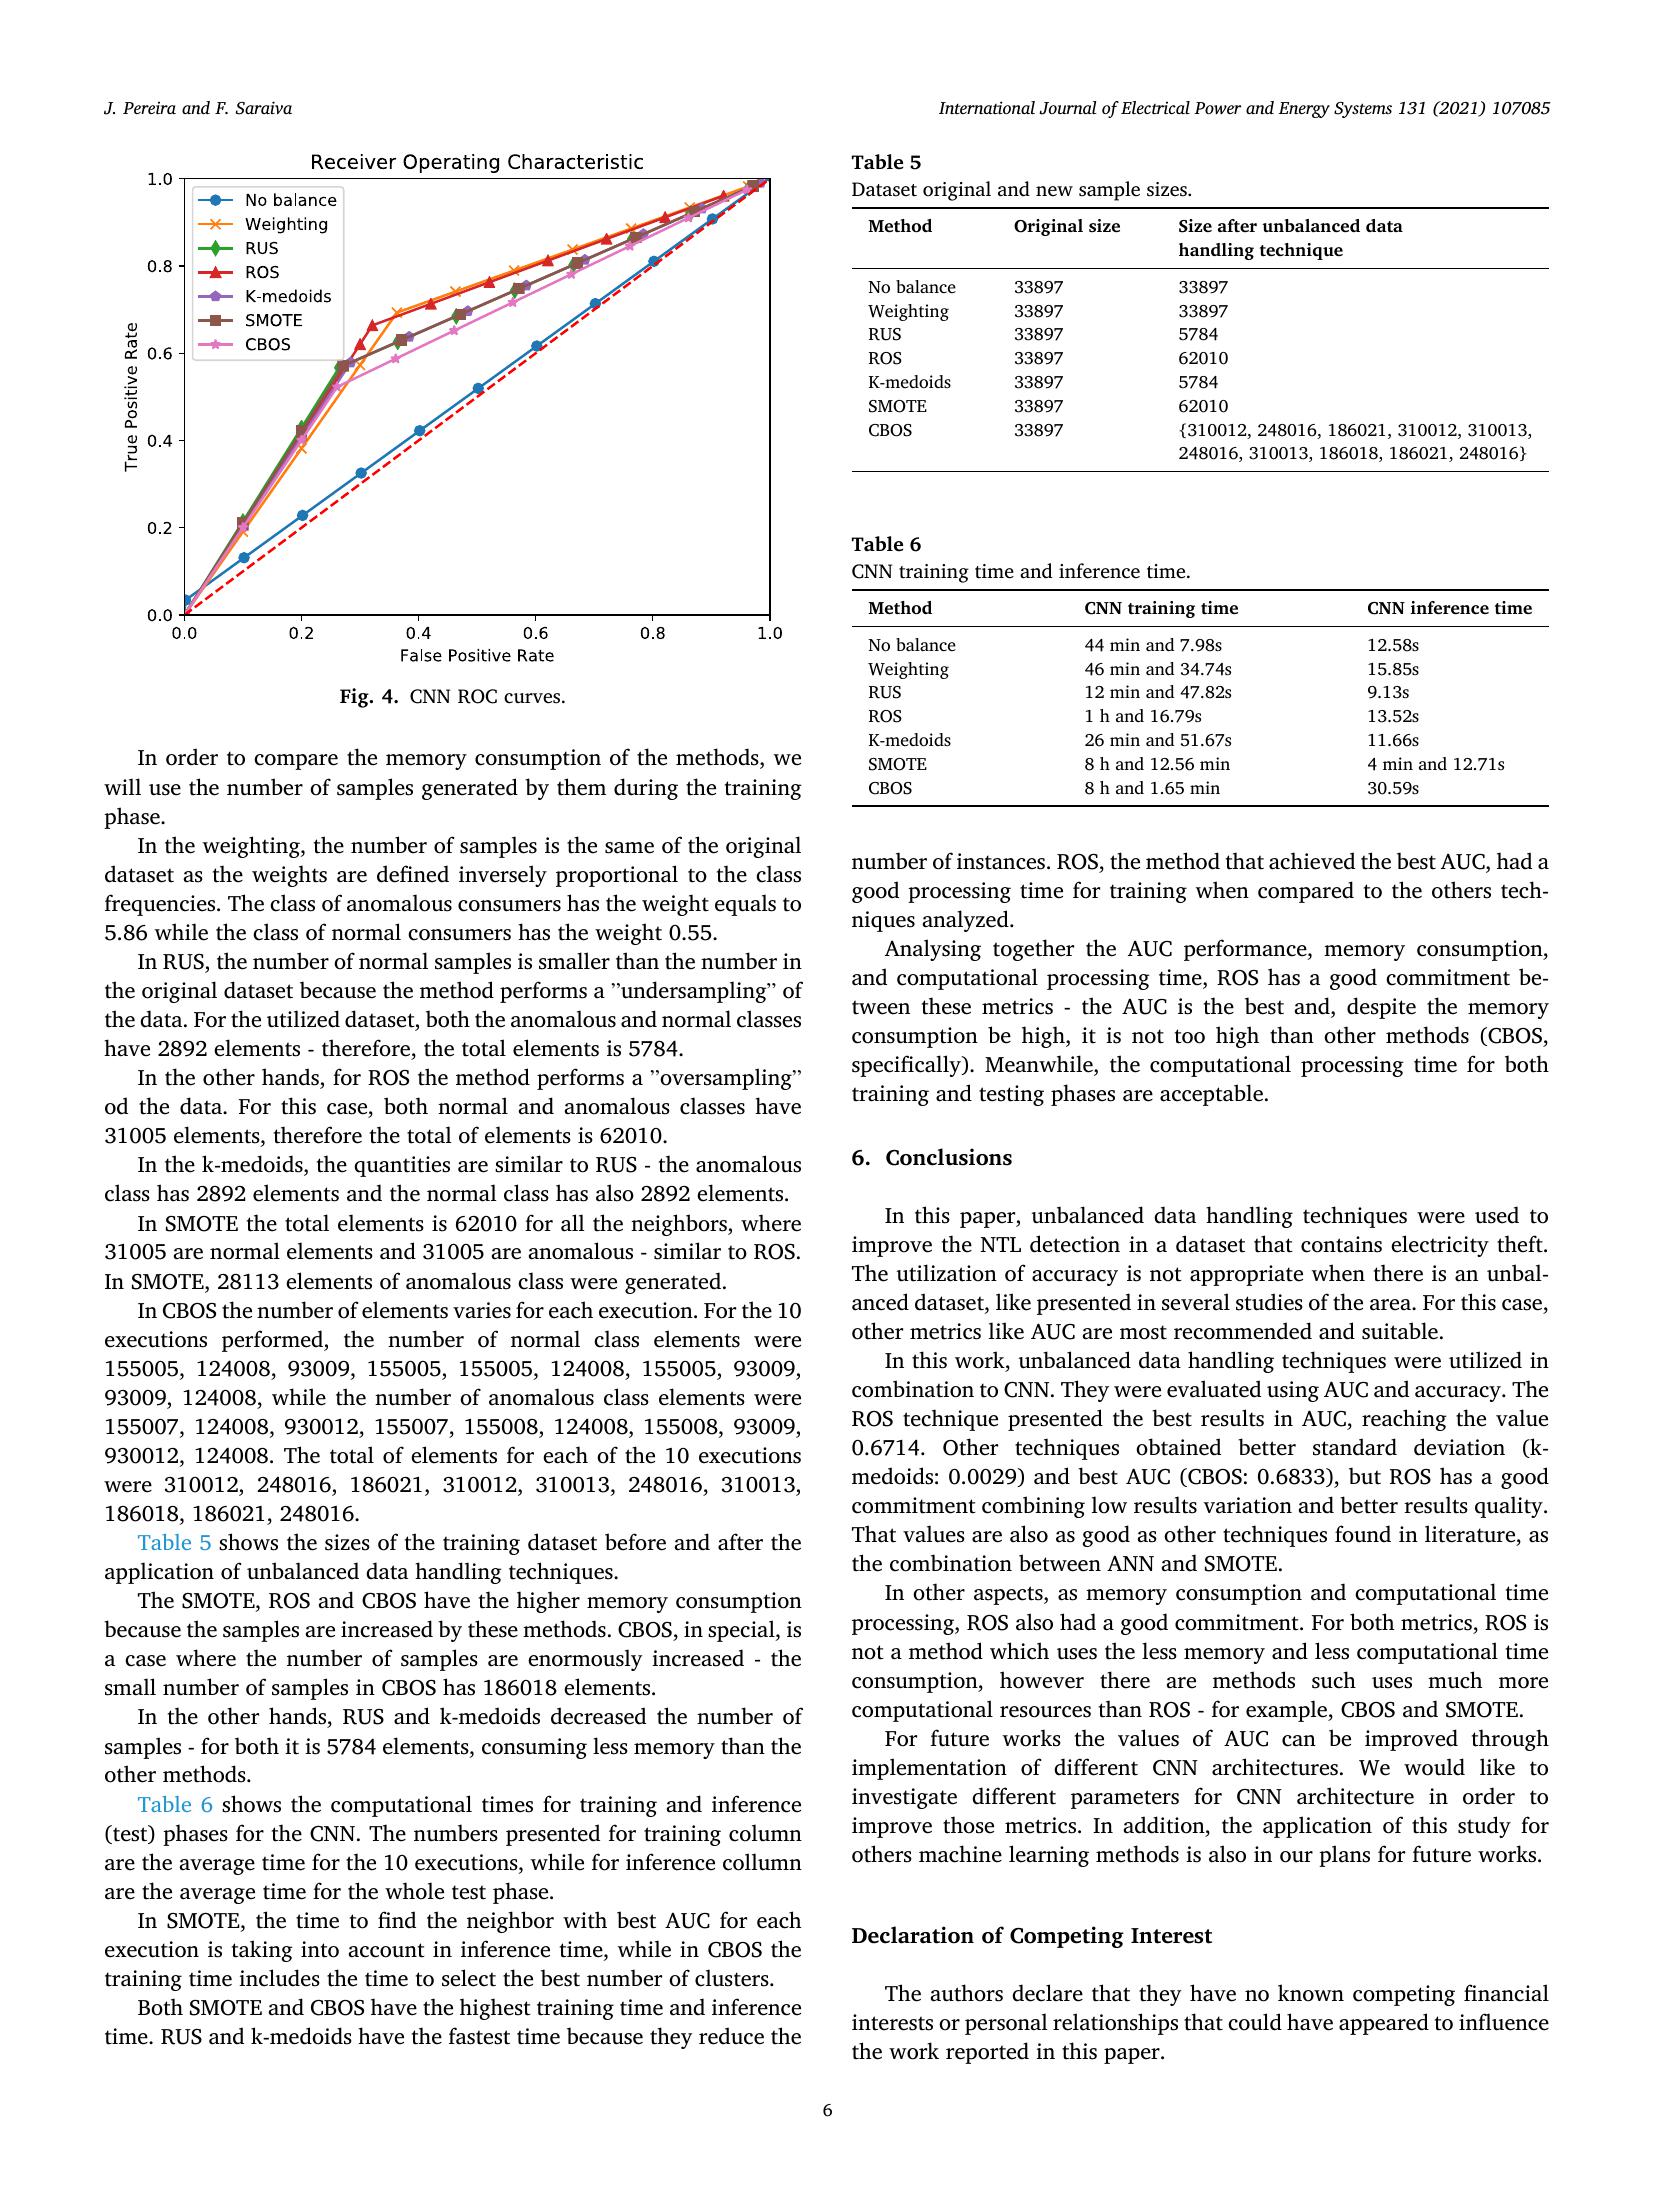 J. Pereira and F. Saraiva
International Journal of Electrical Power and Energy Systems 131 (2021) 107085
Receiver Operating Characteristic
1.0
0.8
0.6
0.4
0.2
0.0
True Positive Rate
No balance
Weighting
RUS
ROS
K-medoids
SMOTE
CBOS
0.0
0.2
0.4
0.6
0.8
1.0
False Positive Rate
Fig. 4. CNN ROC curves.
In order to compare the memory consumption of the methods, we
will use the number of samples generated by them during the training
phase.
In the weighting, the number of samples is the same of the original
dataset as the weights are defined inversely proportional to the class
frequencies. The class of anomalous consumers has the weight equals to
5.86 while the class of normal consumers has the weight 0.55.
In RUS, the number of normal samples is smaller than the number in
the original dataset because the method performs a ”undersampling” of
the data. For the utilized dataset, both the anomalous and normal classes
have 2892 elements - therefore, the total elements is 5784.
In the other hands, for ROS the method performs a ”oversampling”
od the data. For this case, both normal and anomalous classes have
31005 elements, therefore the total of elements is 62010.
In the k-medoids, the quantities are similar to RUS - the anomalous
class has 2892 elements and the normal class has also 2892 elements.
In SMOTE the total elements is 62010 for all the neighbors, where
31005 are normal elements and 31005 are anomalous - similar to ROS.
In SMOTE, 28113 elements of anomalous class were generated.
In CBOS the number of elements varies for each execution. For the 10
executions performed, the number of normal class elements were
155005, 124008, 93009, 155005, 155005, 124008, 155005, 93009,
93009, 124008, while the number of anomalous class elements were
155007, 124008, 930012, 155007, 155008, 124008, 155008, 93009,
930012, 124008. The total of elements for each of the 10 executions
were 310012, 248016, 186021, 310012, 310013, 248016, 310013,
186018, 186021, 248016.
Table 5 shows the sizes of the training dataset before and after the
application of unbalanced data handling techniques.
The SMOTE, ROS and CBOS have the higher memory consumption
because the samples are increased by these methods. CBOS, in special, is
a case where the number of samples are enormously increased - the
small number of samples in CBOS has 186018 elements.
In the other hands, RUS and k-medoids decreased the number of
samples - for both it is 5784 elements, consuming less memory than the
other methods.
Table 6 shows the computational times for training and inference
(test) phases for the CNN. The numbers presented for training column
are the average time for the 10 executions, while for inference collumn
are the average time for the whole test phase.
In SMOTE, the time to find the neighbor with best AUC for each
execution is taking into account in inference time, while in CBOS the
training time includes the time to select the best number of clusters.
Both SMOTE and CBOS have the highest training time and inference
time. RUS and k-medoids have the fastest time because they reduce the
Table 5
Dataset original and new sample sizes.
Method Original size Size after unbalanced data
handling technique
No balance 33897 33897
Weighting 33897 33897
RUS 33897 5784
ROS 33897 62010
K-medoids 33897 5784
SMOTE 33897 62010
CBOS 33897 {310012, 248016, 186021, 310012, 310013,
248016, 310013, 186018, 186021, 248016}
Table 6
CNN training time and inference time.
Method CNN training time CNN inference time
No balance 44 min and 7.98s 12.58s
Weighting 46 min and 34.74s 15.85s
RUS 12 min and 47.82s 9.13s
ROS 1 h and 16.79s 13.52s
K-medoids 26 min and 51.67s 11.66s
SMOTE 8 h and 12.56 min 4 min and 12.71s
CBOS 8 h and 1.65 min 30.59s
number of instances. ROS, the method that achieved the best AUC, had a
good processing time for training when compared to the others tech-
niques analyzed.
Analysing together the AUC performance, memory consumption,
and computational processing time, ROS has a good commitment be-
tween these metrics - the AUC is the best and, despite the memory
consumption be high, it is not too high than other methods (CBOS,
specifically). Meanwhile, the computational processing time for both
training and testing phases are acceptable.
6. Conclusions
In this paper, unbalanced data handling techniques were used to
improve the NTL detection in a dataset that contains electricity theft.
The utilization of accuracy is not appropriate when there is an unbal-
anced dataset, like presented in several studies of the area. For this case,
other metrics like AUC are most recommended and suitable.
In this work, unbalanced data handling techniques were utilized in
combination to CNN. They were evaluated using AUC and accuracy. The
ROS technique presented the best results in AUC, reaching the value
0.6714. Other techniques obtained better standard deviation (k-
medoids: 0.0029) and best AUC (CBOS: 0.6833), but ROS has a good
commitment combining low results variation and better results quality.
That values are also as good as other techniques found in literature, as
the combination between ANN and SMOTE.
In other aspects, as memory consumption and computational time
processing, ROS also had a good commitment. For both metrics, ROS is
not a method which uses the less memory and less computational time
consumption, however there are methods such uses much more
computational resources than ROS - for example, CBOS and SMOTE.
For future works the values of AUC can be improved through
implementation of different CNN architectures. We would like to
investigate different parameters for CNN architecture in order to
improve those metrics. In addition, the application of this study for
others machine learning methods is also in our plans for future works.
Declaration of Competing Interest
The authors declare that they have no known competing financial
interests or personal relationships that could have appeared to influence
the work reported in this paper.
6